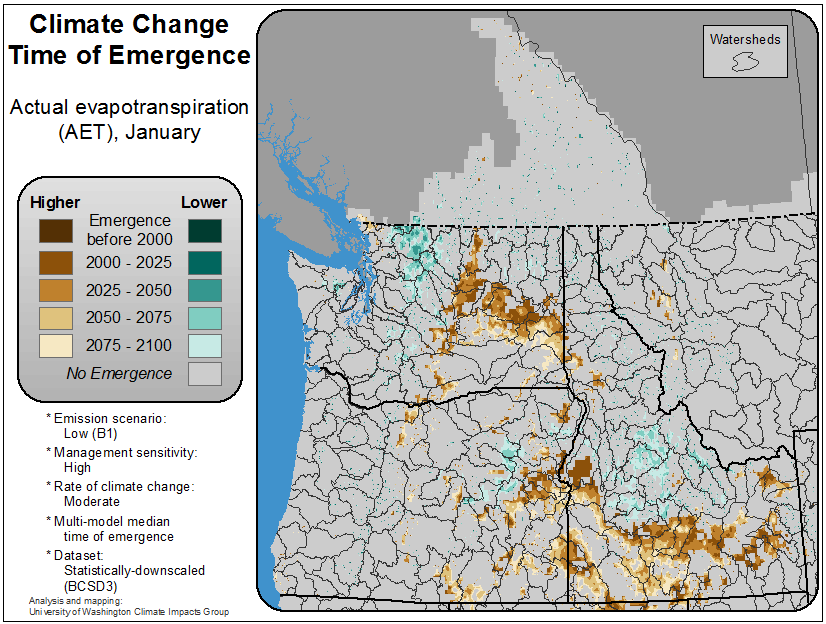 Climate Change
Time of Emergence
Actual evapotranspiration
(AET), January
Higher
Lower
Emergence
before 2000
2000 - 2025
2025 - 2050
2050 - 2075
2075 - 2100
No Emergence
* Emission scenario:
Low (B1)
* Management sensitivity:
High
* Rate of climate change:
Moderate
* Multi-model median
time of emergence
* Dataset:
Statistically-downscaled
(BCSD3)
Analysis and mapping:
University of Washington Climate Impacts Group
Watersheds